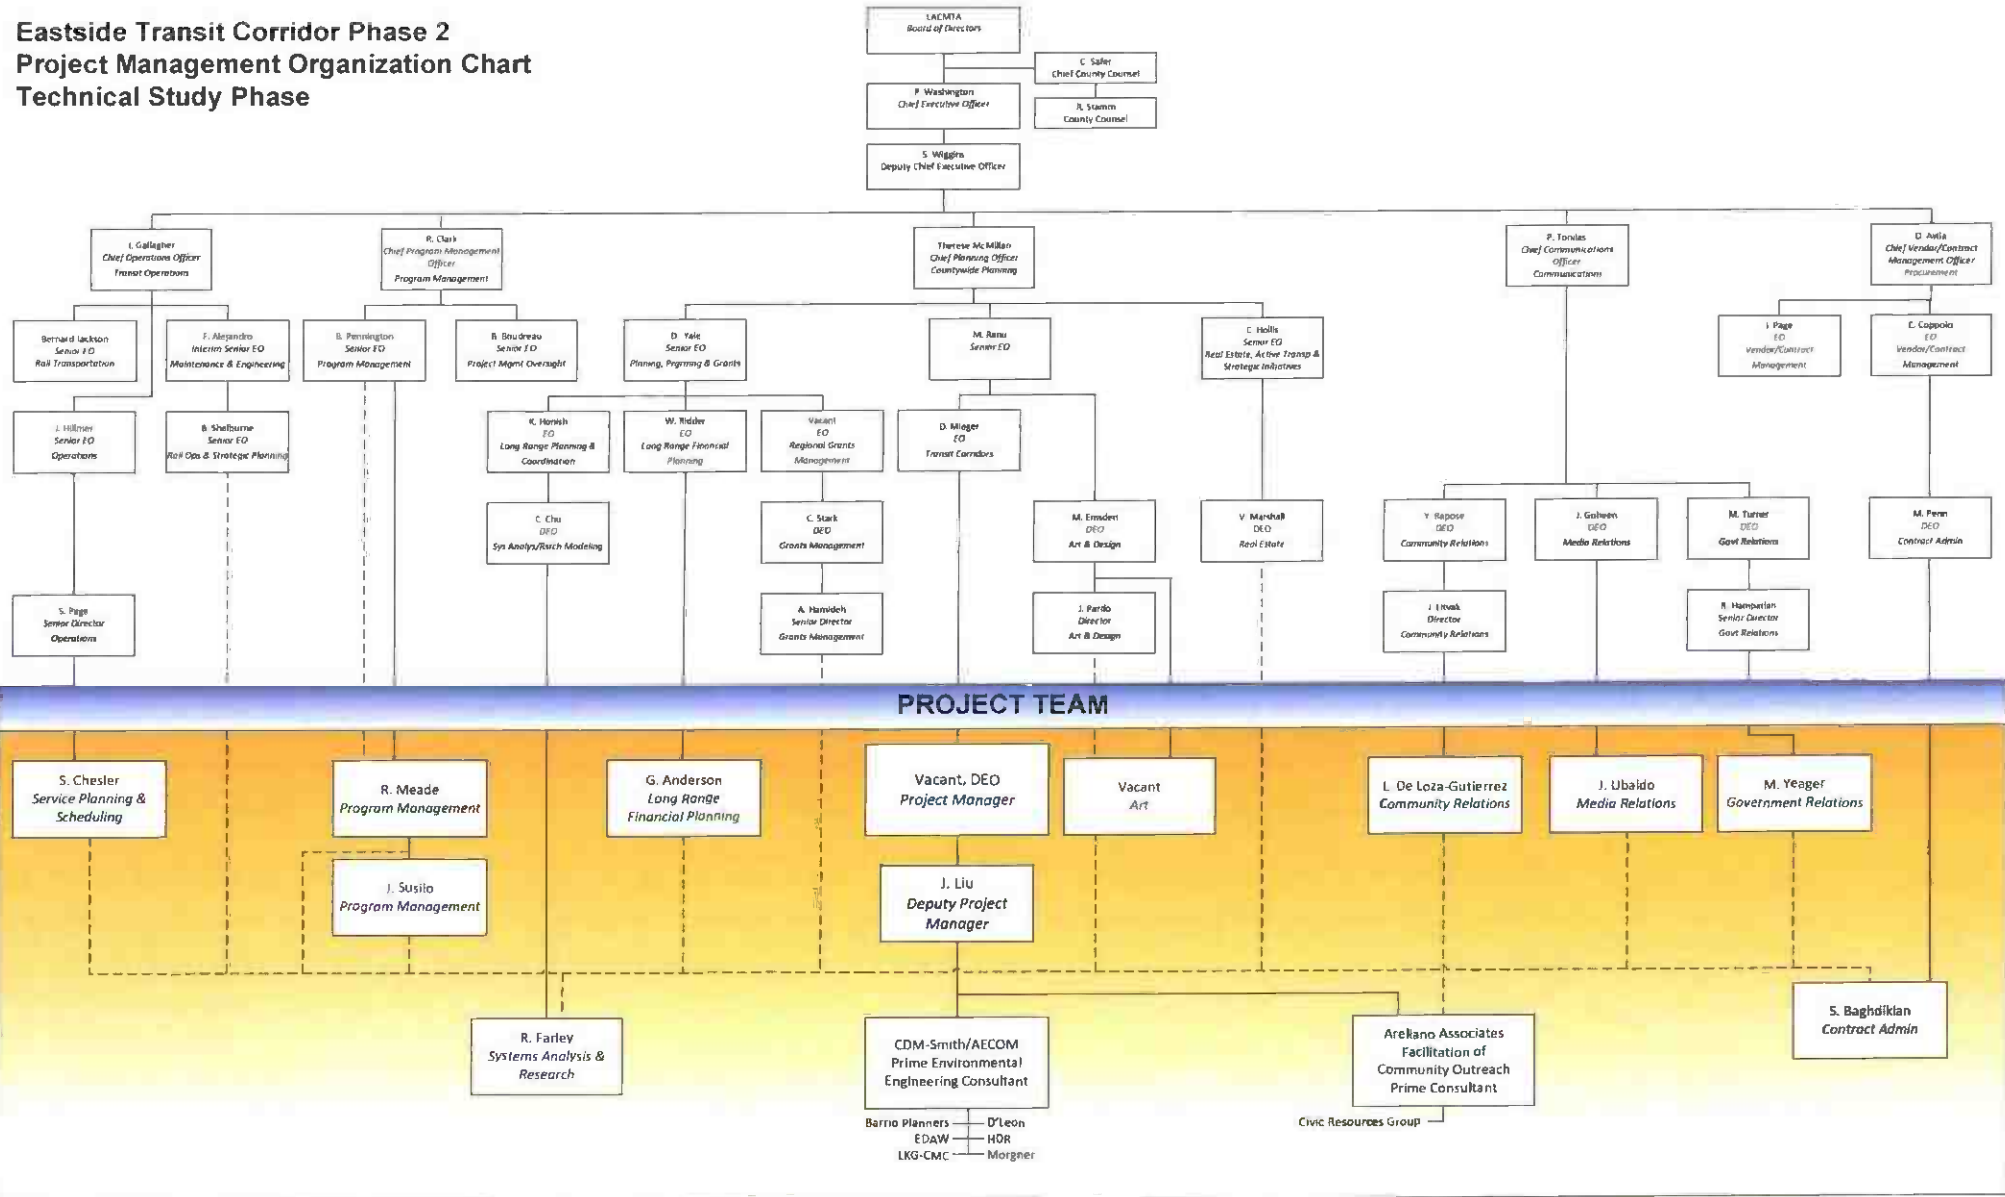 Eastside Transit Corridor Phase 2
Project Management Organization Chart
Technical Study Phase
LACMTA
Board of Directors
C. Safer
Chief County Counsel
P. Washington
Chief Executive Officer
R. Stamm
County Counsel
S. Wiggins
Deputy Chief Executive Officer
J. Gallagher
Chief Operations Officer
Transit Operations
R. Clark
Chief Program Management
Officer
Program Management
Therese McMillan
Chief Planning Officer
Countywide Planning
P.
Chief Communications
Officer
Communications
D.
Chief Vendor/Contract
Management Officer
Procurement
Bernard Jackson
Senior EO
Rail Transportation
F. Alejandro
Interim Senior EO
Maintenance & Engineering
B. Pennington
Senior EO
Program Management
B. Boudreau
Senior EO
Project Mgmt Oversight
D. Yale
Senior EO
Planing, Prgrming & Grants
M.
Senior EO
C. Hollis
Senior EO
Real Estate, Active Transp &
Strategic Initiatives
J. Page
EO
Vendor/Contract
Management
C. Coppolo
EO
Vendor/Contract
Management
J. Hillmer
Senior EO
Operations
B. Shelburne
Senior EO
Rail Ops & Strategic Planning
K.
EO
Long Range Planning &
Coordination
W. Ridder
EO
Long Range Financial
Planning
Vacant
EO
Regional Grants
Management
D. Mieger
EO
Transit Corridors
C. Chu
DEO
Sys Analys/Rsrch Modeling
C. Stark
DEO
Grants Management
M. Emsden
DEO
Art & Design
V. Marshall
DEO
Real Estate
Y. Rapose
DEO
Community Relations
J. Goheen
DEO
Media Relations
M. Turner
DEO
Govt Relations
M. Penn
DEO
Contract Admin
S. Page
Senior Director
Operations
A. Hamideh
Senior Director
Grants Management
J. Pardo
Director
Art & Design
J. Litvak
Director
Community Relations
R.
Senior Director
Govt Relations
PROJECT TEAM
S. Chesler
Service Planning &
Scheduling
R. Meade
Program Management
G. Anderson
Long Range
Financial Planning
Vacant, DEO
Project Manager
Vacant
Art
L. De Loza-Gutierrez
Community Relations
J. Ubaldo
Media Relations
M. Yeager
Government Relations
J. Susilo
Program Management
J. Liu
Deputy Project
Manager
R. Farley
Systems Analysis &
Research
CDM-Smith/AECOM
Prime Environmental
Engineering Consultant
Arellano Associates
Facilitation of
Community Outreach
Prime Consultant
S. Baghdikian
Contract Admin
Barrio Planners D'Leon
EDAW HDR
LKG-CMC Morgner
Civic Resources Group